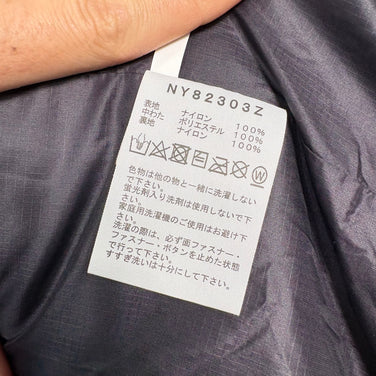 NY82303Z
表地 ナイロン 100%
中わた ポリエステル 100%
裏地 ナイロン 100%
色物は他の物と一緒に洗濯しない
で下さい。
蛍光剤入り洗剤は使用しないで下
さい。
家庭用洗濯機のご使用はお避け下
さい。
洗濯の際は、必ず面ファスナー・
ファスナー・ボタンを止めた状態
で行って下さい。
すすぎ洗いは十分にして下さい。